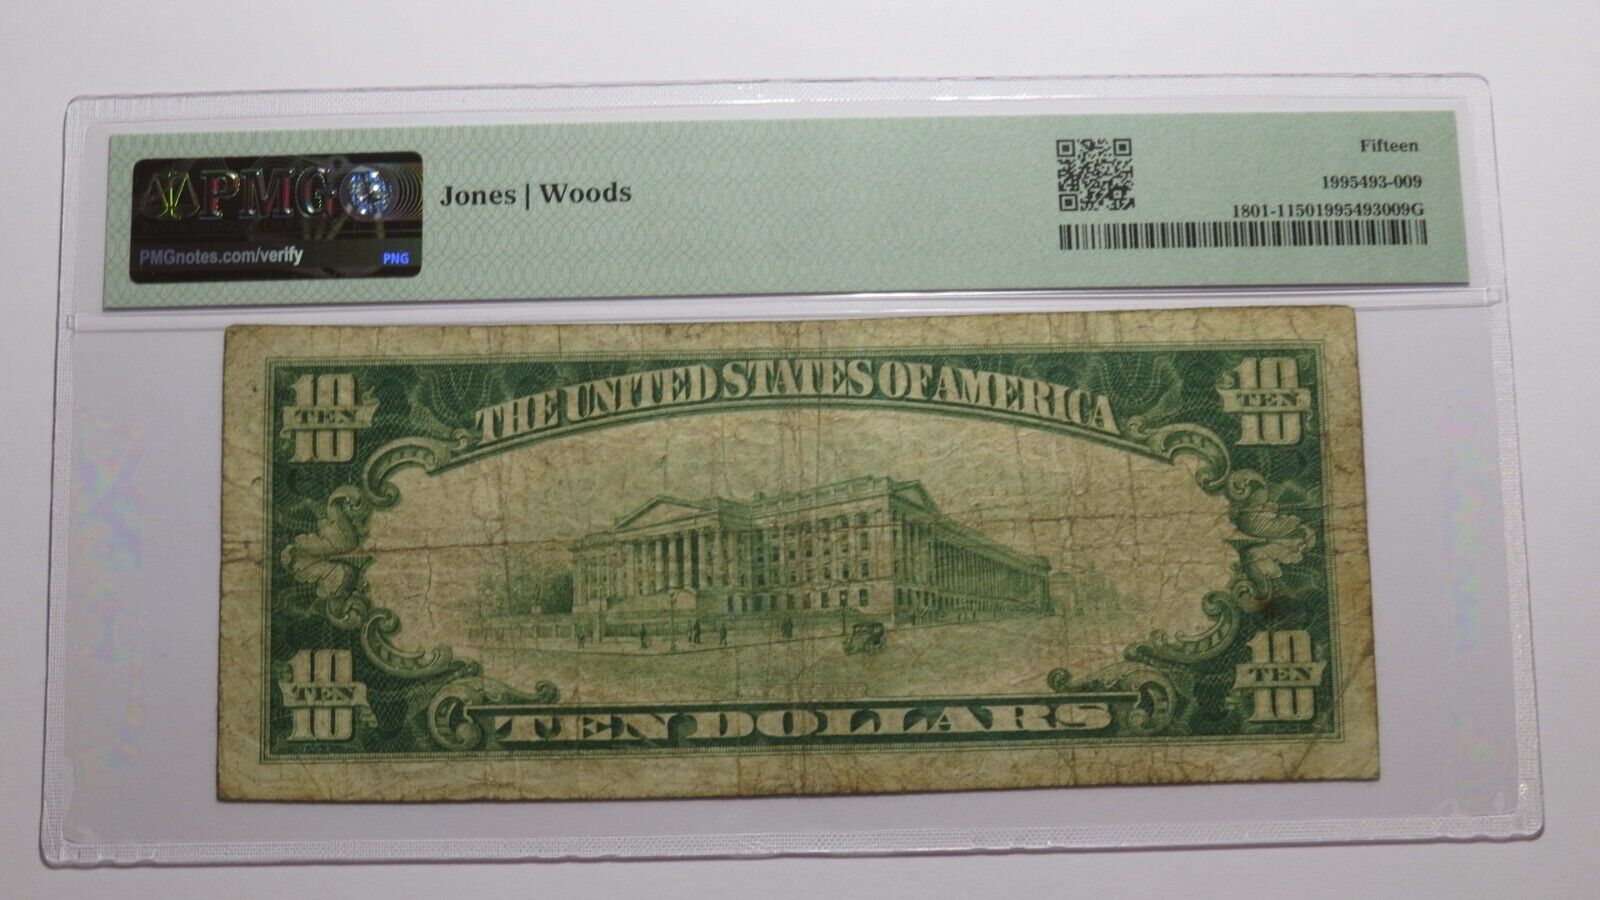 PMG
PMGnotes.com/verify
PNG
Jones | Woods
Fifteen
1995493-009
1801-11501995493009G
10
TEN
10
THE UNITED STATES OF AMERICA
10
TEN
10
10
TEN
10
TEN DOLLARS
10
TEN
10